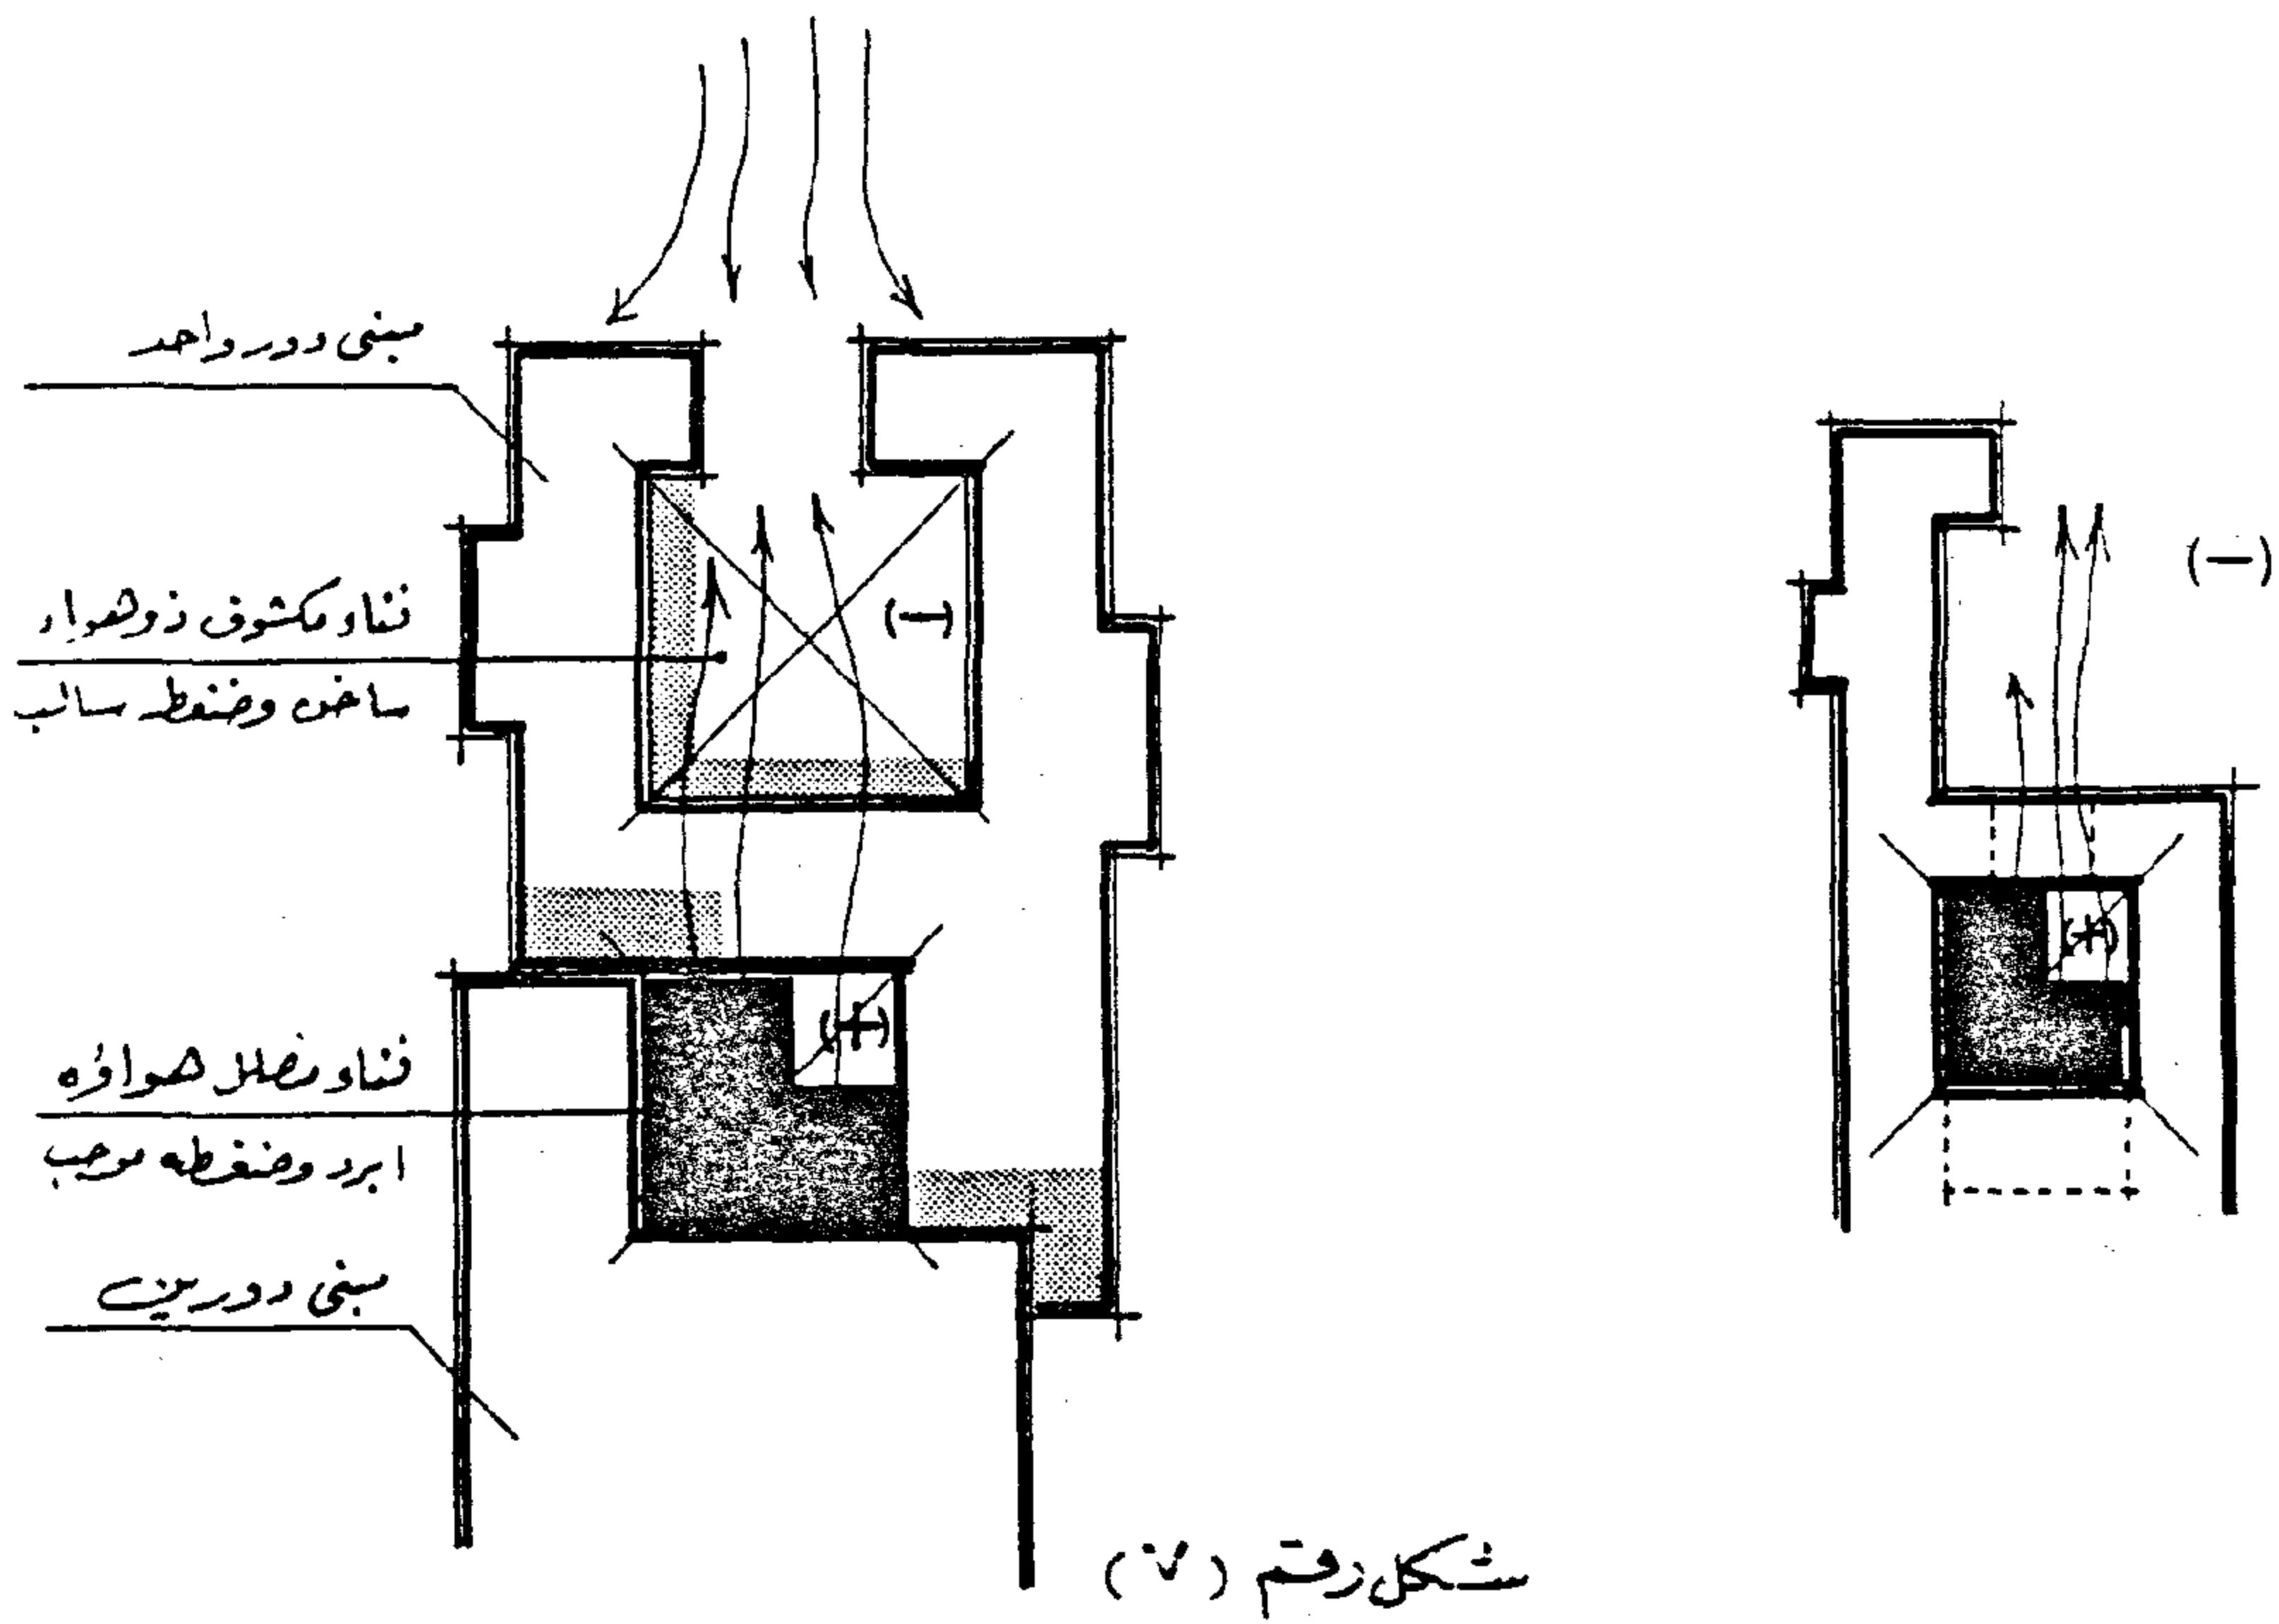 مبنى دور واحد
(-)
فناء مكشوف ذو هواء
(-)
ساخن وضغط سالب
(+)
(+)
فناء مظلل هواؤه
ابرد وضغطه موجب
مبنى دورين
شكل رقم (٧)